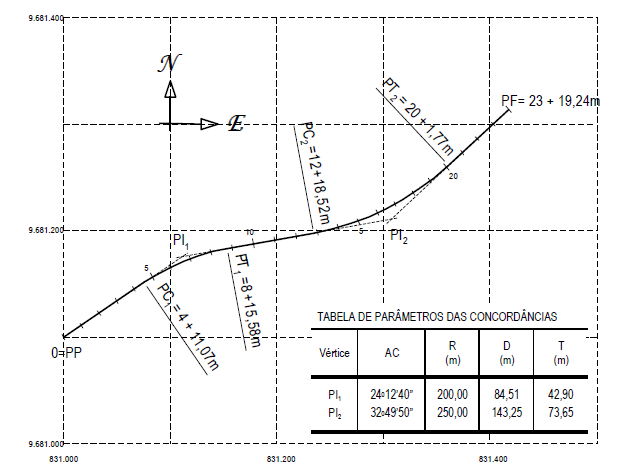 9.681.400
N
E
PT2 = 20 + 1,77m
PF= 23 + 19,24m
PC2 =12+18,52m
20
9.681.200
PI1
10
5
PI2
5
PT1 = 8+15,58m
PC1 = 4 + 11,07m
0=PP
TABELA DE PARÂMETROS DAS CONCORDÂNCIAS
Vértice AC R (m) D (m) T (m)
PI1 24º12'40” 200,00 84,51 42,90
PI2 32º49'50” 250,00 143,25 73,65
9.681.000
831.000 831.200 831.400